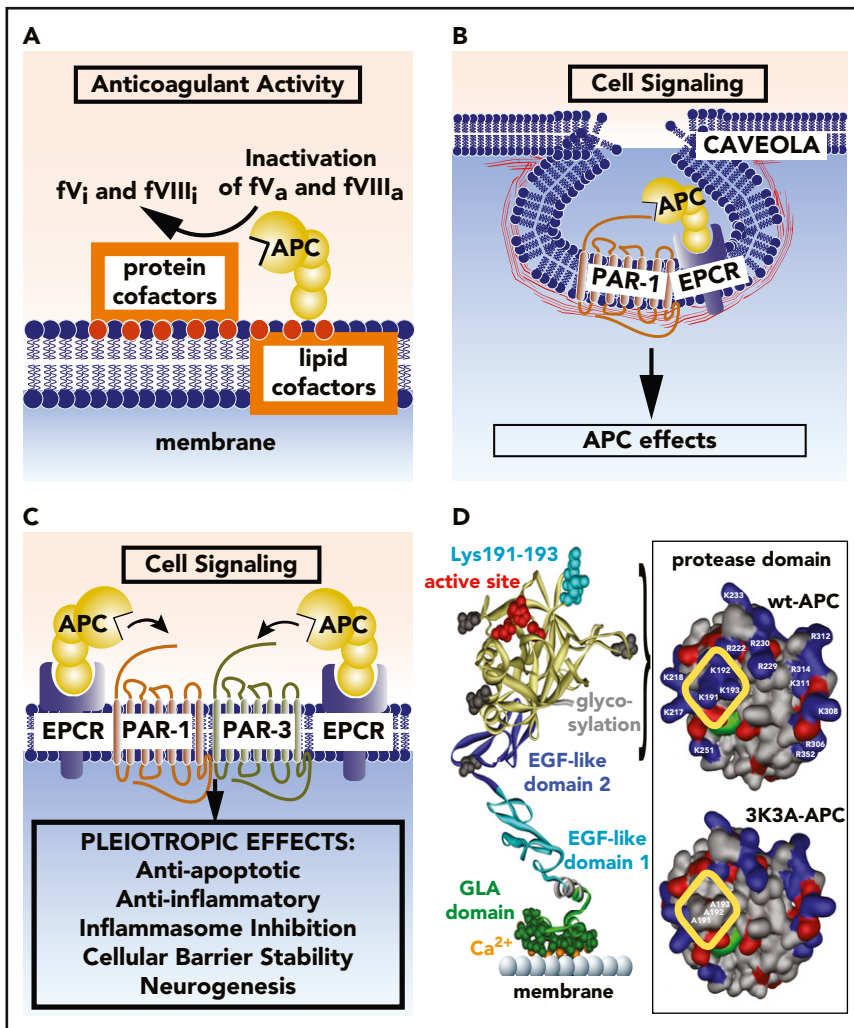 A
Anticoagulant Activity
Inactivation
of fVa and fVIIIa
fVi and fVIIIi
APC
protein
cofactors
lipid
cofactors
membrane
B
Cell Signaling
CAVEOLA
APC
PAR-1
EPCR
APC effects
C
Cell Signaling
APC
APC
EPCR
PAR-1
PAR-3
EPCR
PLEIOTROPIC EFFECTS:
Anti-apoptotic
Anti-inflammatory
Inflammasome Inhibition
Cellular Barrier Stability
Neurogenesis
D
Lys191-193
active site
glyco-
sylation
EGF-like
domain 2
EGF-like
domain 1
GLA
domain
Ca2+
membrane
protease domain
wt-APC
K233
R312
R222
R230
K192
R229
R314
K218
K311
K191
K193
K217
K308
K251
R306
R352
3K3A-APC
A193
A192
A191